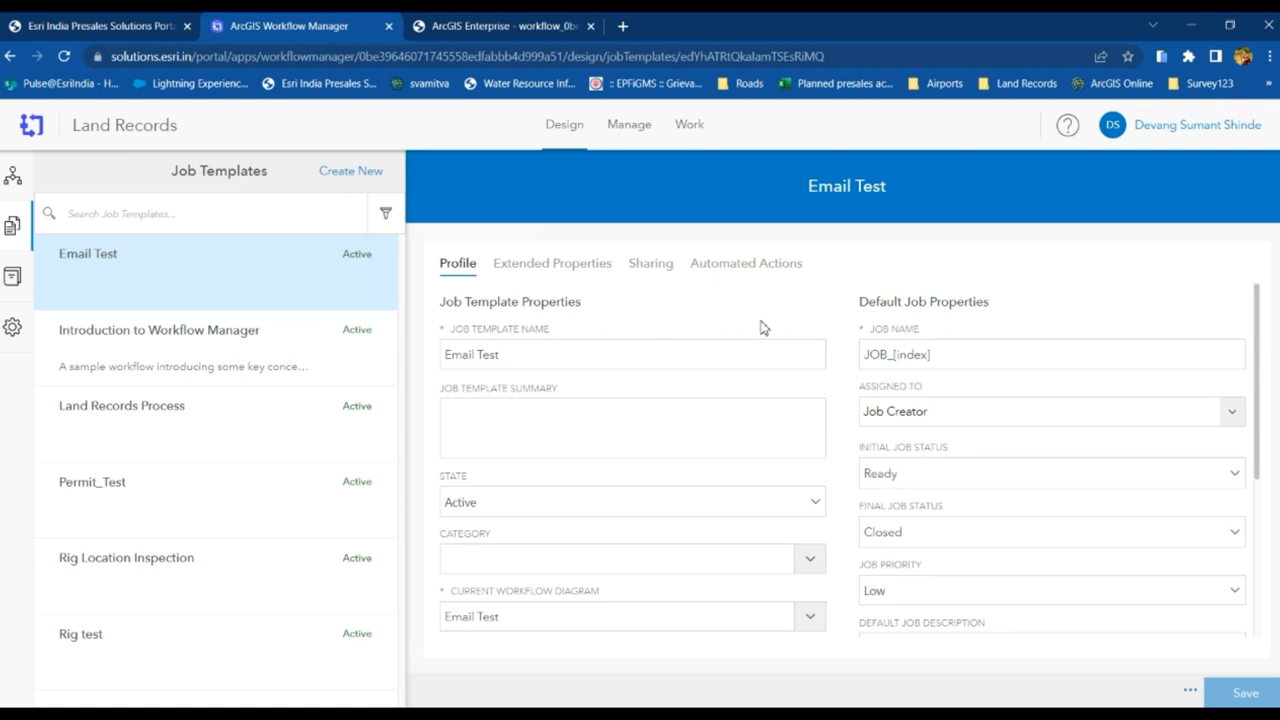 Esri India Presales Solutions Porta
ArcGIS Workflow Manager
ArcGIS Enterprise - workflow_0be
solutions.esri.in/portal/apps/workflowmanager/0be39646071745558edfabbb4d999a51/design/jobTemplates/edYhATRtQkaIamTSEsRiMQ
Pulse@EsriIndia - H...
Lightning Experienc...
Esri India Presales S...
svamitva
Water Resource Inf...
:: EPFiGMS :: Grieva...
Roads
Planned presales ac...
Airports
Land Records
ArcGIS Online
Survey123
»
Land Records
Design
Manage
Work
?
DS
Devang Sumant Shinde
Job Templates
Create New
Email Test
Search Job Templates...
Email Test
Active
Introduction to Workflow Manager
Active
A sample workflow introducing some key conce...
Land Records Process
Active
Permit_Test
Active
Rig Location Inspection
Active
Rig test
Active
Profile
Extended Properties
Sharing
Automated Actions
Job Template Properties
* JOB TEMPLATE NAME
Email Test
JOB TEMPLATE SUMMARY
STATE
Active
CATEGORY
* CURRENT WORKFLOW DIAGRAM
Email Test
Default Job Properties
* JOB NAME
JOB_[index]
ASSIGNED TO
Job Creator
INITIAL JOB STATUS
Ready
FINAL JOB STATUS
Closed
JOB PRIORITY
Low
DEFAULT JOB DESCRIPTION
Save